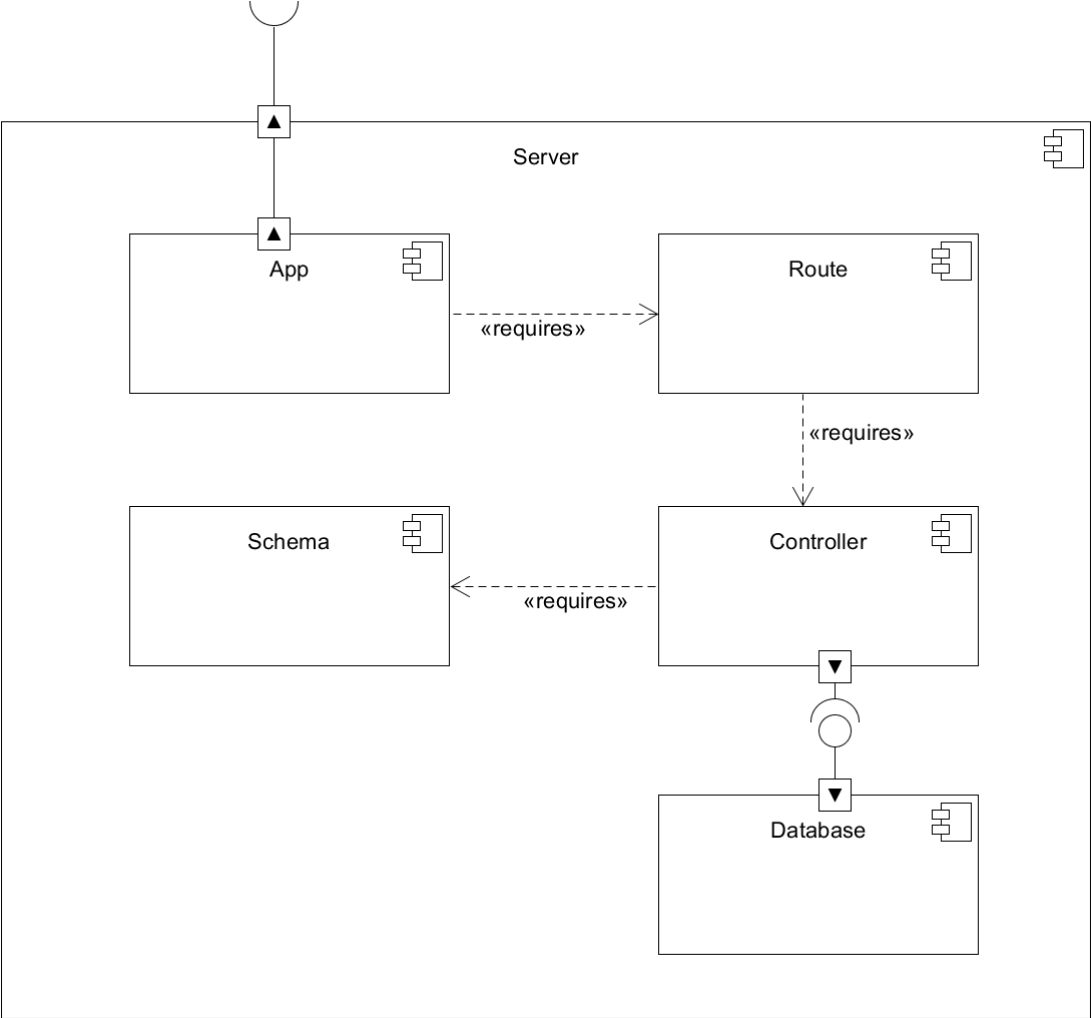 Server
App
Route
«requires»
«requires»
Schema
Controller
«requires»
Database